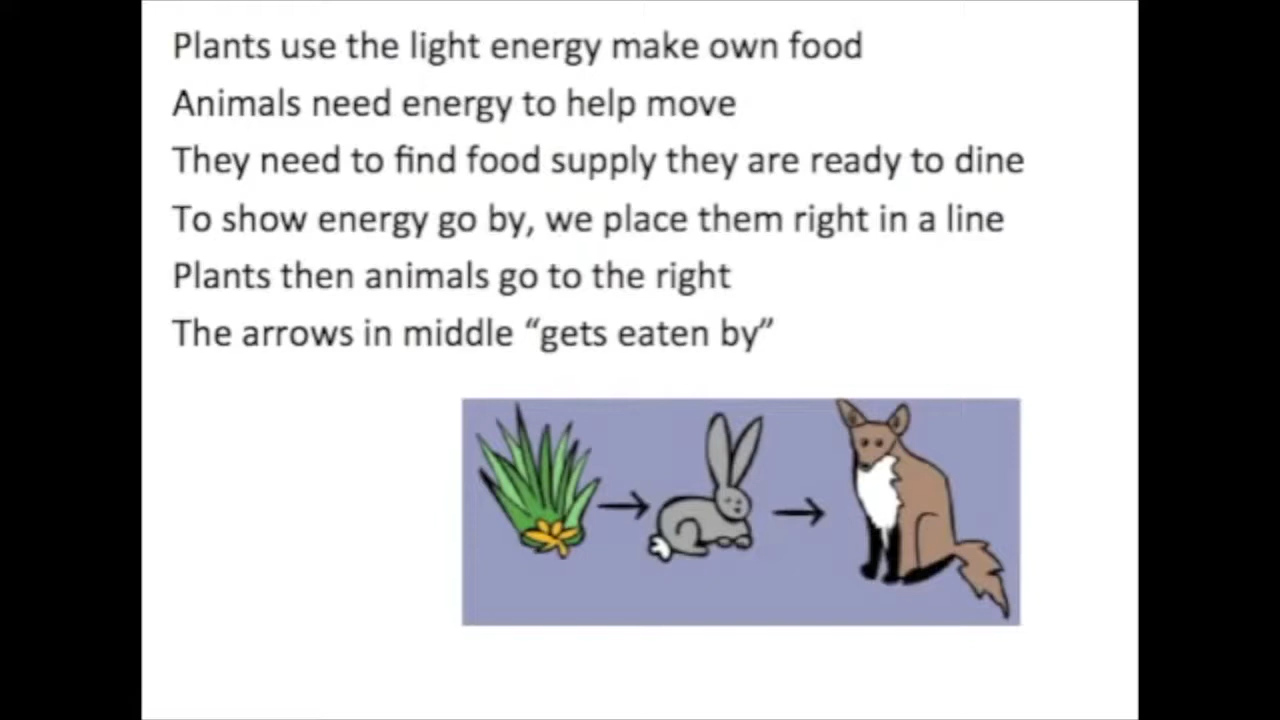 Plants use the light energy make own food
Animals need energy to help move
They need to find food supply they are ready to dine
To show energy go by, we place them right in a line
Plants then animals go to the right
The arrows in middle “gets eaten by”